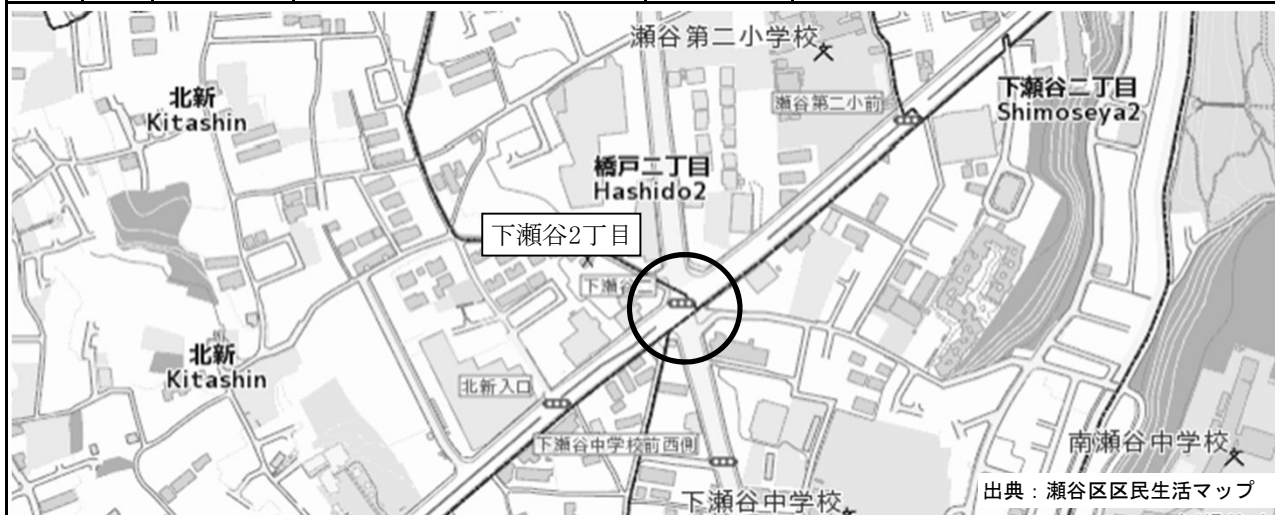 瀬谷第二小学校
北新
Kitashin
瀬谷第二小前
下瀬谷二丁目
Shimoseya2
橋戸二丁目
Hashido2
下瀬谷2丁目
下瀬谷二
北新
Kitashin
北新入口
下瀬谷中学校前西側
南瀬谷中学校
下瀬谷中学校
出典：瀬谷区区民生活マップ